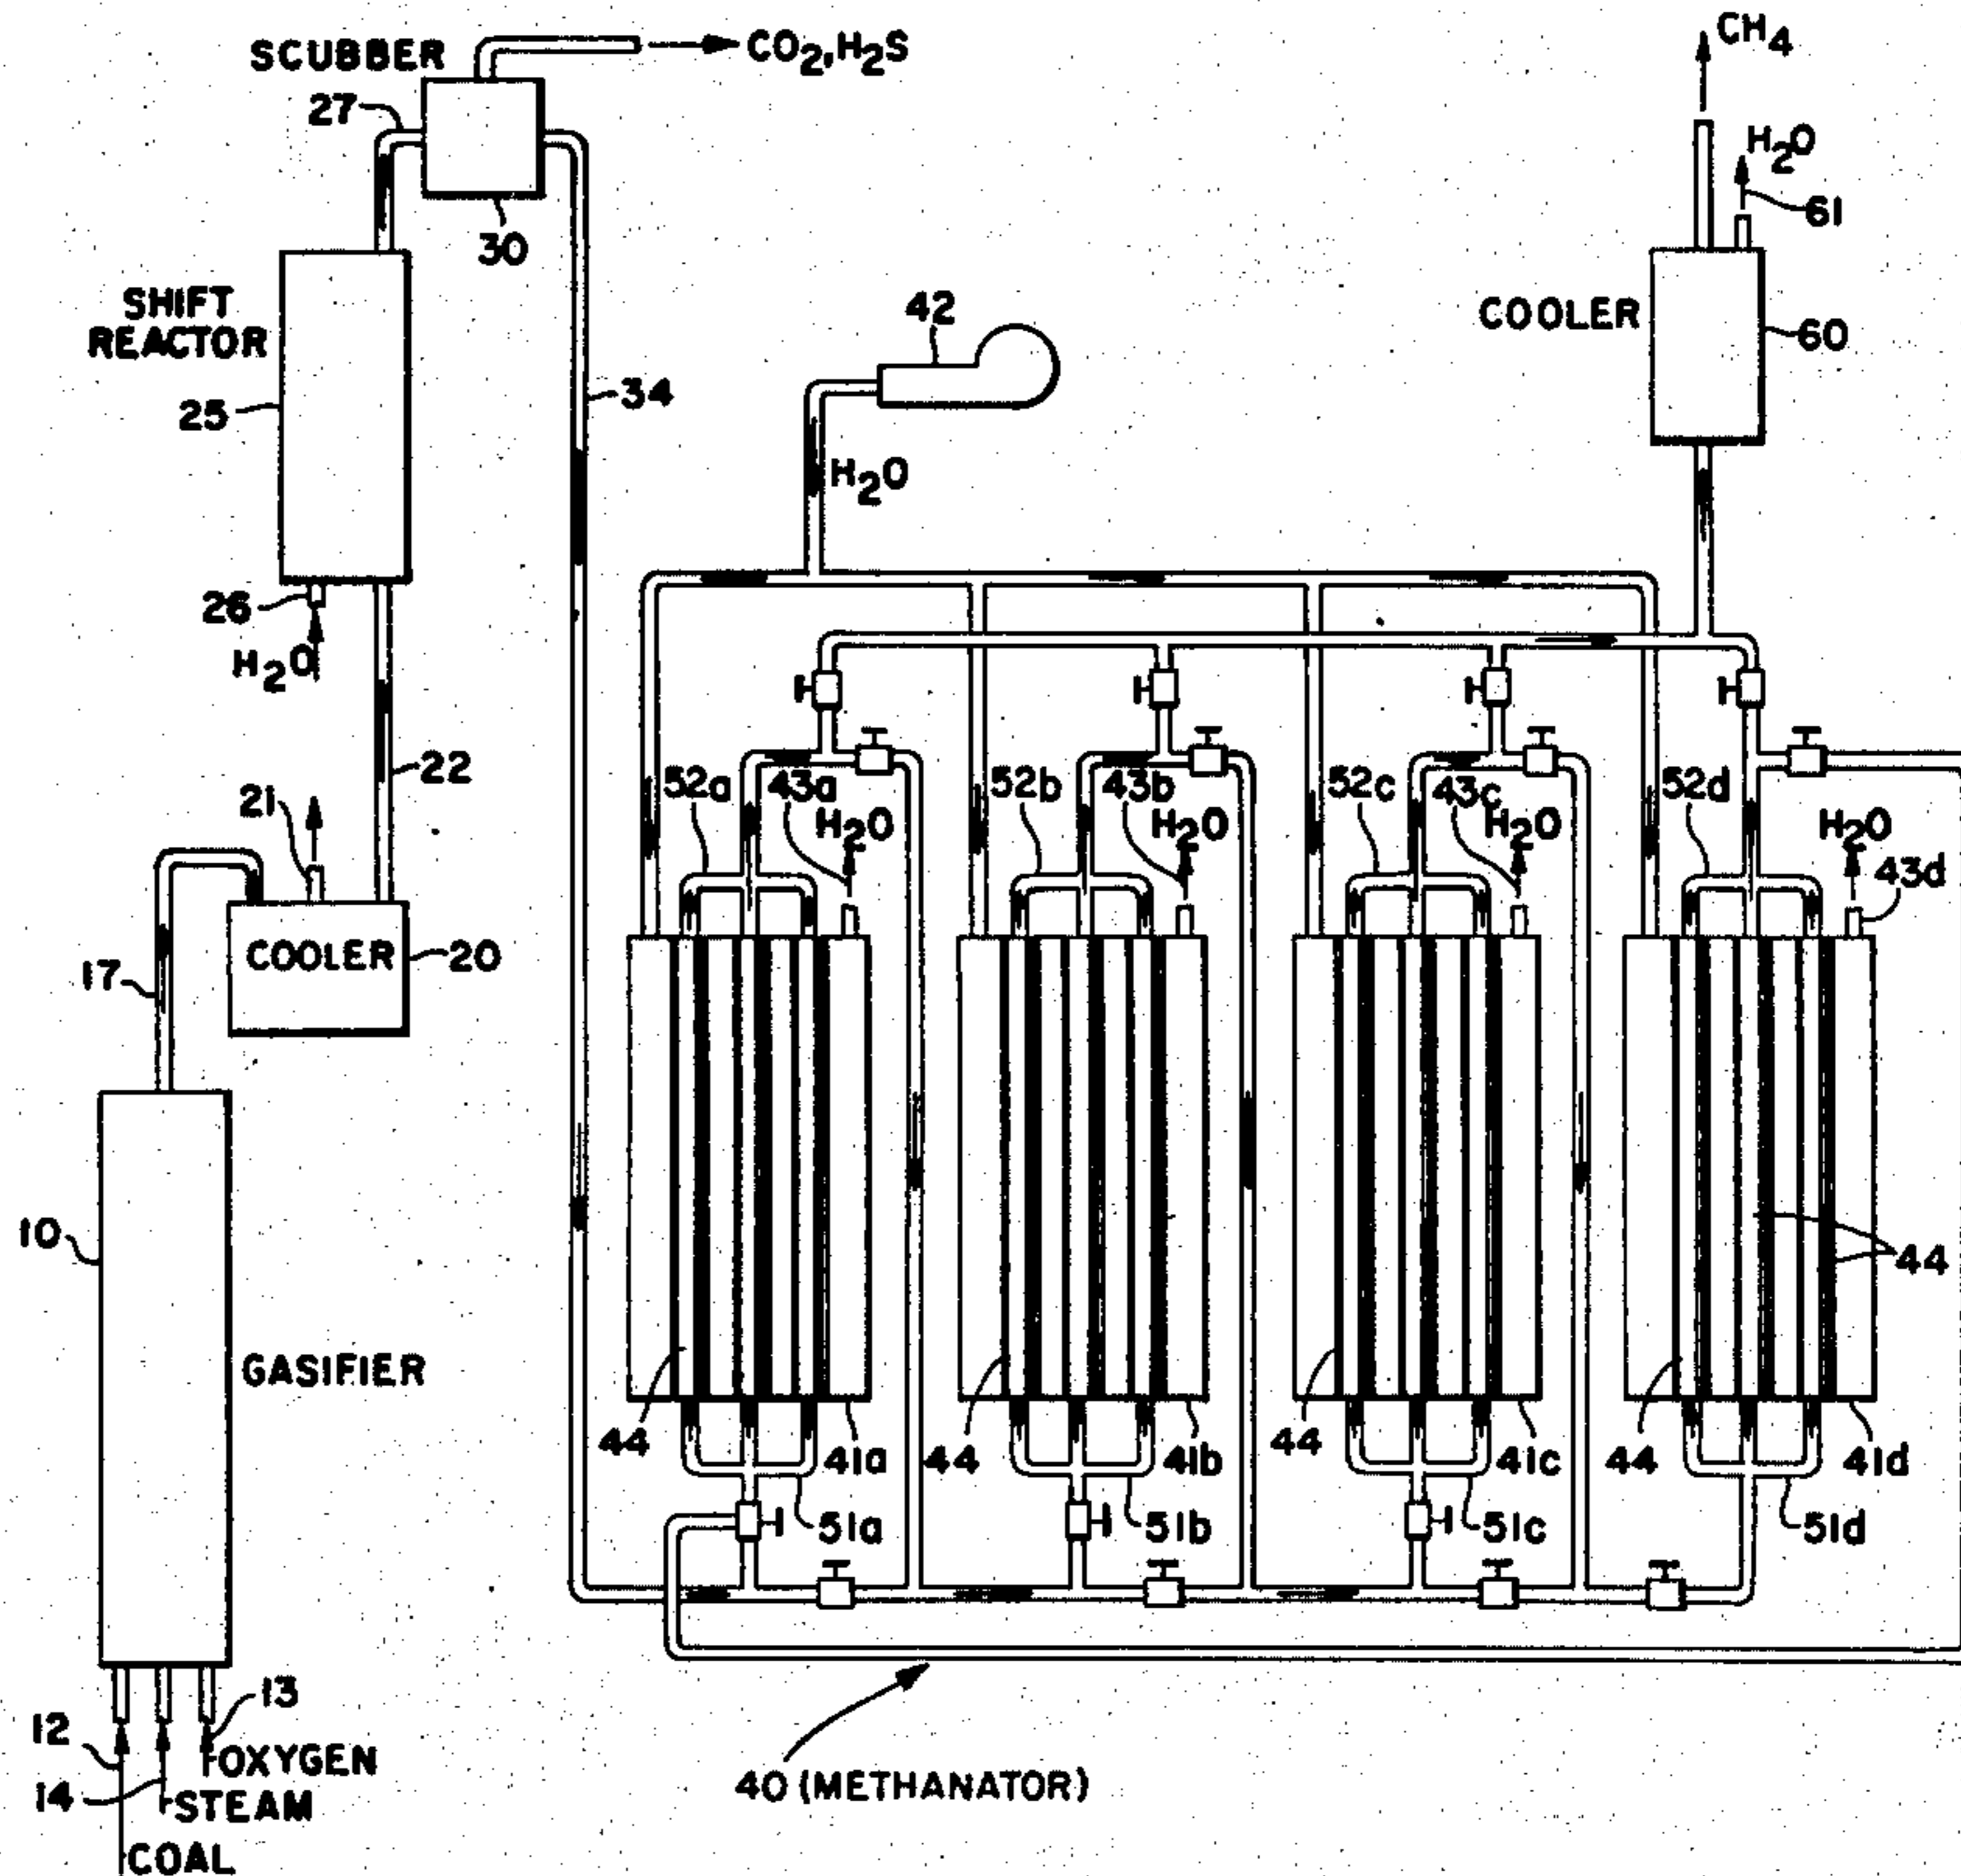 SCUBBER
CO2,H2S
CH4
27
H2O
61
30
SHIFT
REACTOR
42
COOLER
60
25
34
H2O
26
H2O
22
21
52a
43a
H2O
52b
43b
H2O
52c
43c
H2O
52d
H2O
43d
COOLER
20
17
10
44
GASIFIER
44
41a
44
41b
44
41c
44
41d
51a
51b
51c
51d
13
12
OXYGEN
14
STEAM
40 (METHANATOR)
COAL